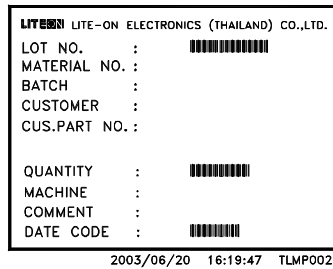 LITEON LITE-ON ELECTRONICS (THAILAND) CO.,LTD.
LOT NO. :
MATERIAL NO. :
BATCH :
CUSTOMER :
CUS.PART NO. :
QUANTITY :
MACHINE :
COMMENT :
DATE CODE :
2003/06/20 16:19:47 TLMP002